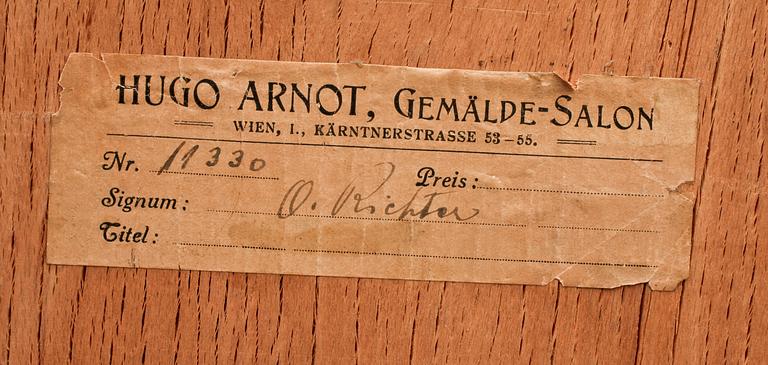 HUGO ARNOT, GEMÄLDE-SALON
WIEN, I., KÄRNTNERSTRASSE 53-55.
Nr. 11330 Preis:
Signum: O. Richter
Titel: